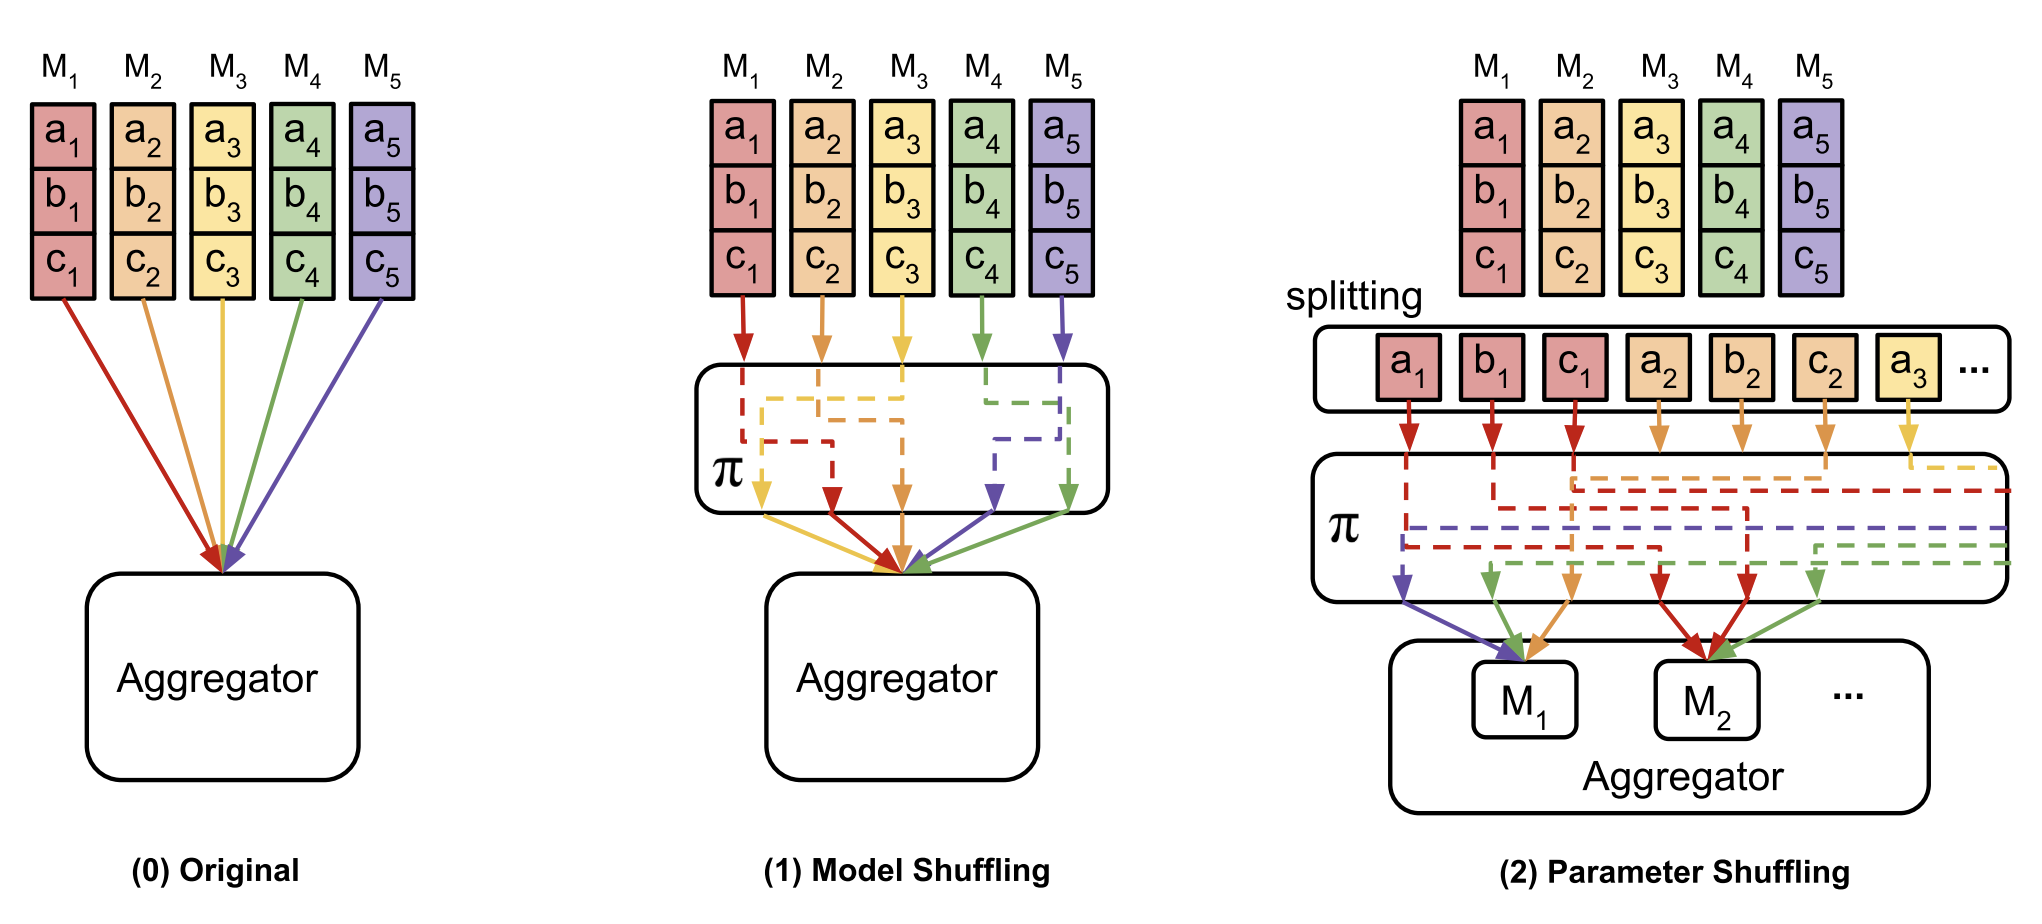 M1 M2 M3 M4 M5
a1 a2 a3 a4 a5
b1 b2 b3 b4 b5
c1 c2 c3 c4 c5
Aggregator
(0) Original
M1 M2 M3 M4 M5
a1 a2 a3 a4 a5
b1 b2 b3 b4 b5
c1 c2 c3 c4 c5
π
Aggregator
(1) Model Shuffling
M1 M2 M3 M4 M5
a1 a2 a3 a4 a5
b1 b2 b3 b4 b5
c1 c2 c3 c4 c5
splitting
a1 b1 c1 a2 b2 c2 a3 ...
π
M1 M2 ...
Aggregator
(2) Parameter Shuffling